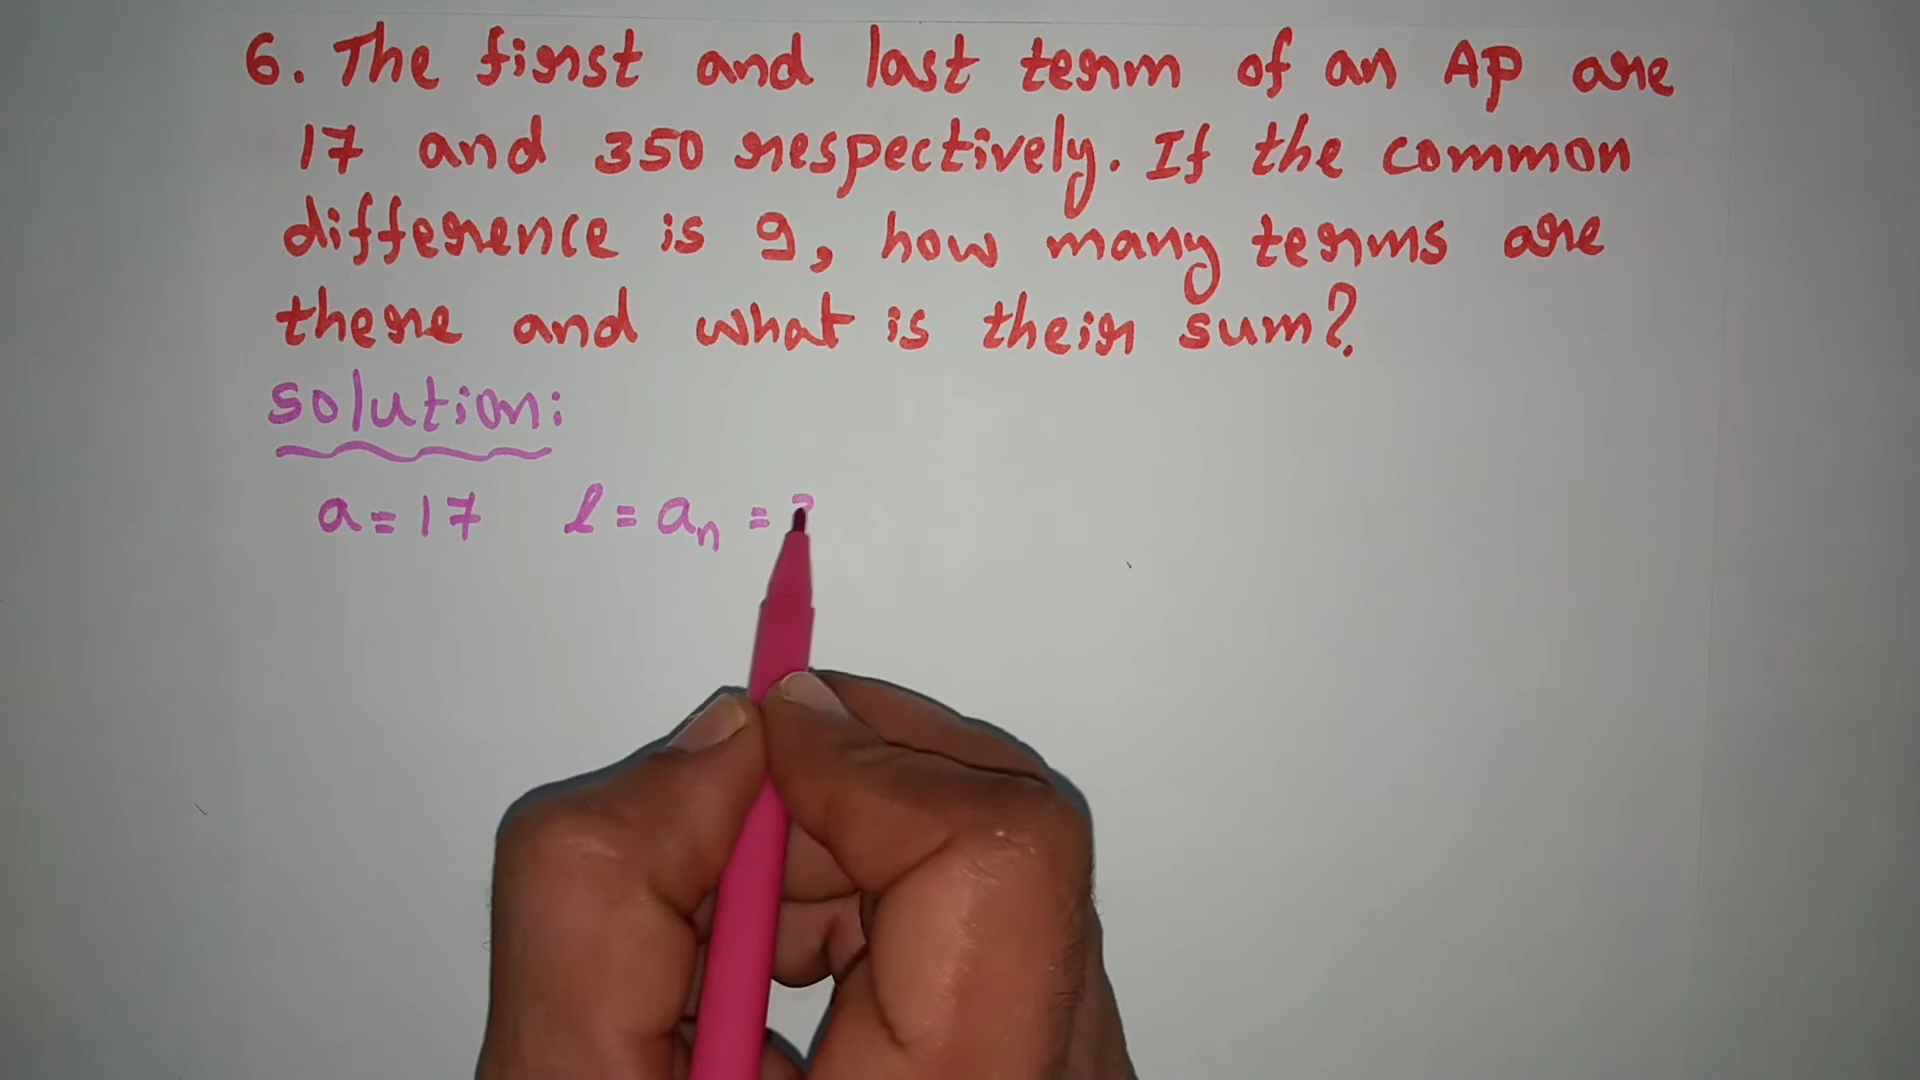 6. The first and last term of an AP are
17 and 350 respectively. If the common
difference is 9, how many terms are
there and what is their sum?
solution:
a = 17 l = an =